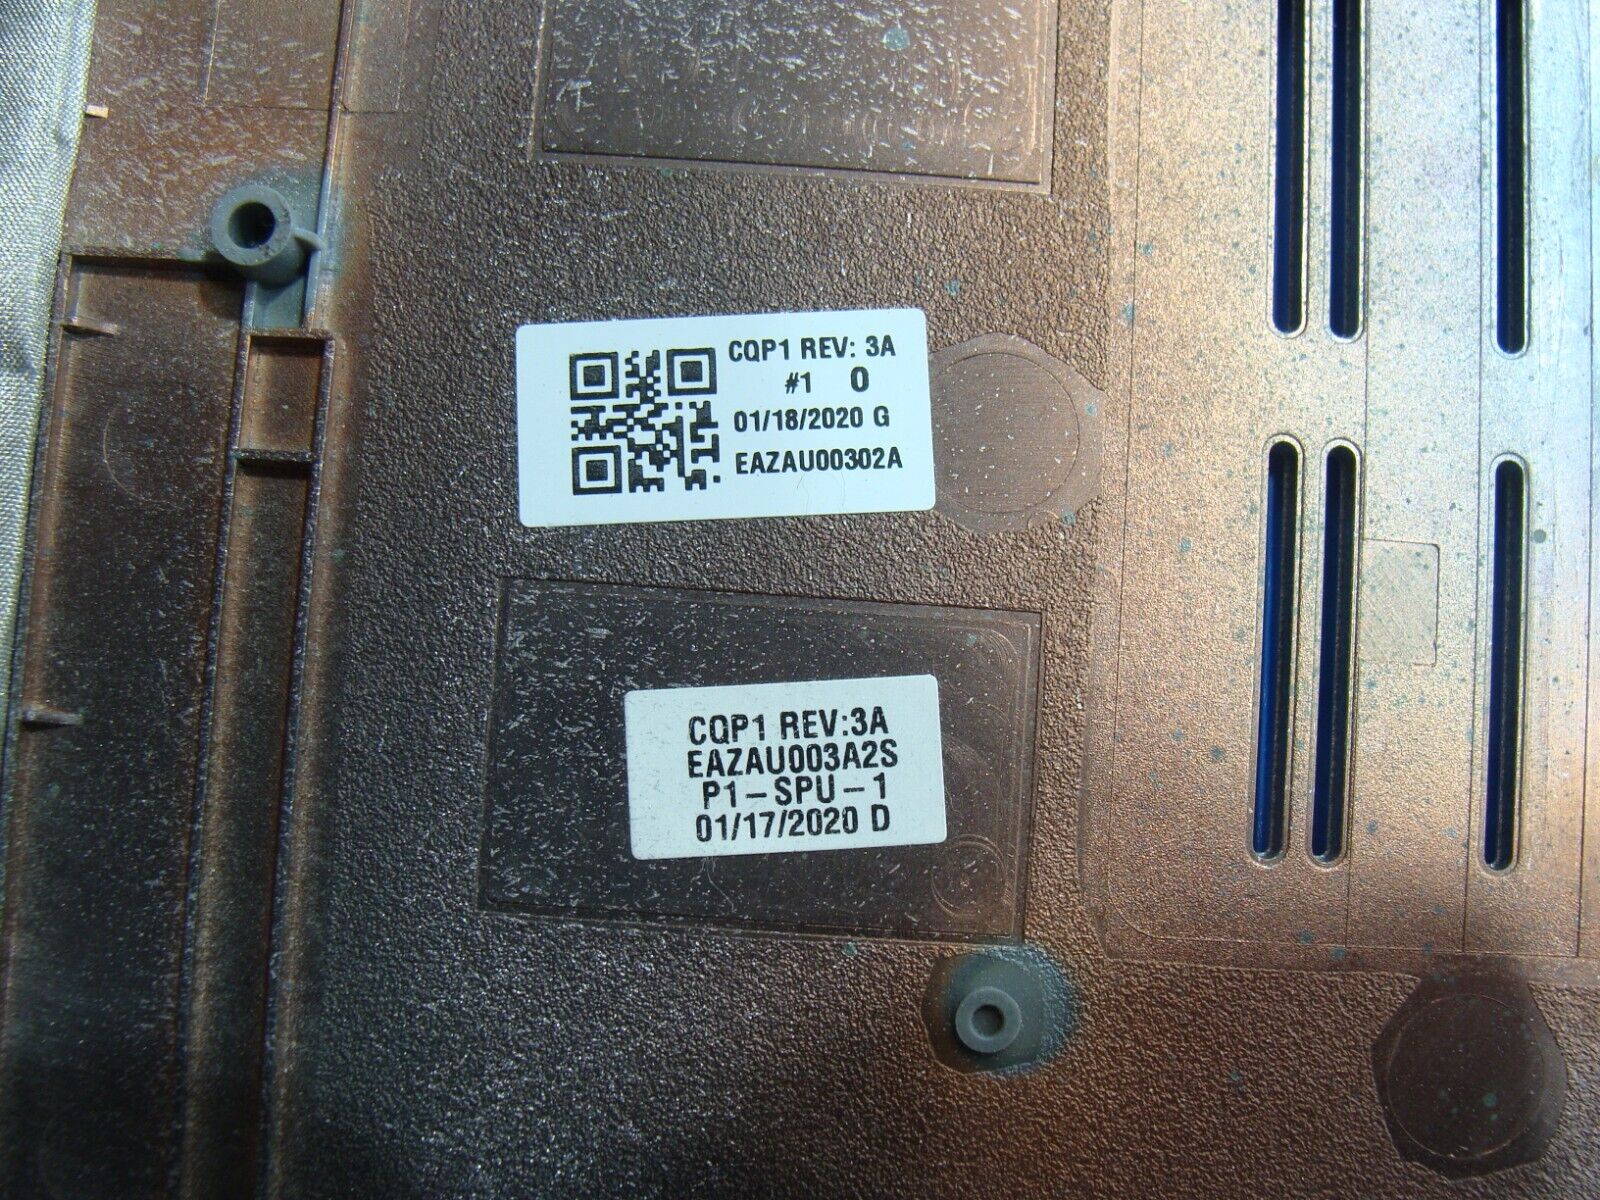 CQP1 REV: 3A
#1 0
01/18/2020 G
EAZAU00302A
CQP1 REV:3A
EAZAU003A2S
P1-SPU-1
01/17/2020 D